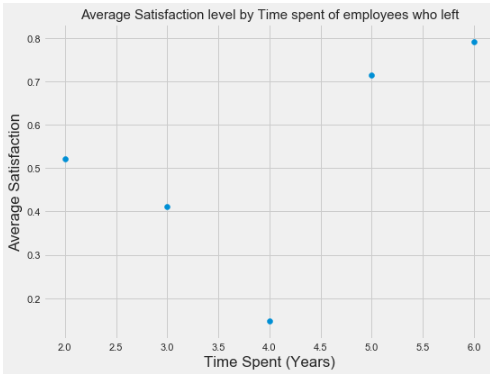 Average Satisfaction level by Time spent of employees who left
0.8
0.7
0.6
0.5
0.4
0.3
0.2
Average Satisfaction
2.0 2.5 3.0 3.5 4.0 4.5 5.0 5.5 6.0
Time Spent (Years)